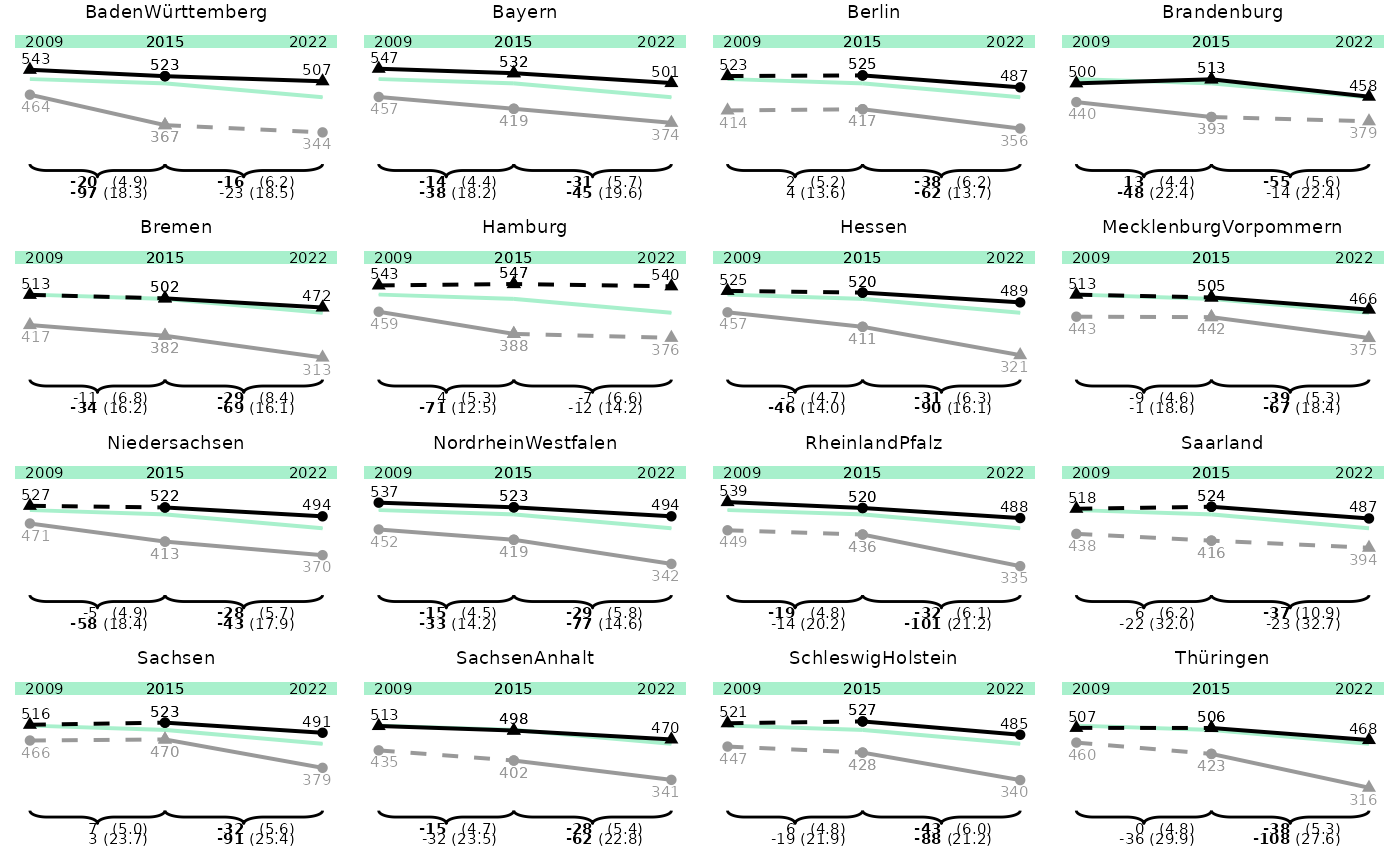 BadenWürttemberg
2009 2015 2022
543 523 507
464 367 344
-20 (4.9) -16 (6.2)
-97 (18.3) -23 (18.5)
Bayern
2009 2015 2022
547 532 501
457 419 374
-14 (4.4) -31 (5.7)
-38 (18.2) -45 (19.6)
Berlin
2009 2015 2022
523 525 487
414 417 356
2 (5.2) -38 (6.2)
4 (13.6) -62 (13.7)
Brandenburg
2009 2015 2022
500 513 458
440 393 379
13 (4.4) -55 (5.6)
-48 (22.4) -14 (22.4)
Bremen
2009 2015 2022
513 502 472
417 382 313
-11 (6.8) -29 (8.4)
-34 (16.2) -69 (16.1)
Hamburg
2009 2015 2022
543 547 540
459 388 376
4 (5.3) -7 (6.6)
-71 (12.5) -12 (14.2)
Hessen
2009 2015 2022
525 520 489
457 411 321
-5 (4.7) -31 (6.3)
-46 (14.0) -90 (16.1)
MecklenburgVorpommern
2009 2015 2022
513 505 466
443 442 375
-9 (4.6) -39 (5.3)
-1 (18.6) -67 (18.4)
Niedersachsen
2009 2015 2022
527 522 494
471 413 370
-5 (4.9) -28 (5.7)
-58 (18.4) -43 (17.9)
NordrheinWestfalen
2009 2015 2022
537 523 494
452 419 342
-15 (4.5) -29 (5.8)
-33 (14.2) -77 (14.6)
RheinlandPfalz
2009 2015 2022
539 520 488
449 436 335
-19 (4.8) -32 (6.1)
-14 (20.2) -101 (21.2)
Saarland
2009 2015 2022
518 524 487
438 416 394
6 (6.2) -37 (10.9)
-22 (32.0) -23 (32.7)
Sachsen
2009 2015 2022
516 523 491
466 470 379
7 (5.0) -32 (5.6)
3 (23.7) -91 (25.4)
SachsenAnhalt
2009 2015 2022
513 498 470
435 402 341
-15 (4.7) -28 (5.4)
-32 (23.5) -62 (22.8)
SchleswigHolstein
2009 2015 2022
521 527 485
447 428 340
6 (4.8) -43 (6.0)
-19 (21.9) -88 (21.2)
Thüringen
2009 2015 2022
507 506 468
460 423 316
0 (4.8) -38 (5.3)
-36 (29.9) -108 (27.6)